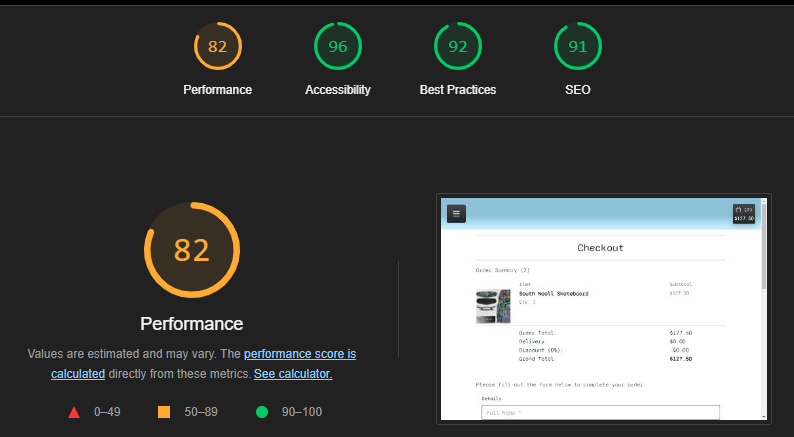 82 96 92 91
Performance Accessibility Best Practices SEO
82
Performance
Values are estimated and may vary. The performance score is
calculated directly from these metrics. See calculator.
0–49 50–89 90–100
(2)
$127.50
Checkout
Order Summary (2)
Item Subtotal
South Wooll Skateboard $127.50
Qty: 1
Order Total: $127.50
Delivery $0.00
Discount (0%): -$0.00
Grand Total: $127.50
Please fill out the form below to complete your order
Details
Full Name *